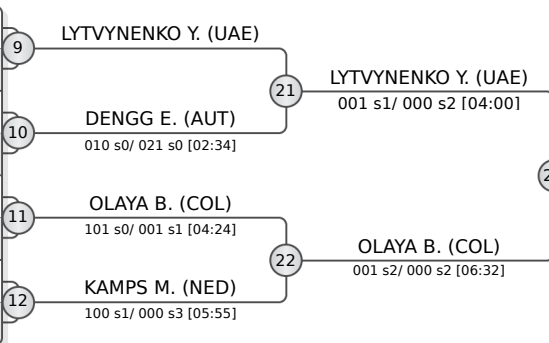 9
LYTVYNENKO Y. (UAE)
21
LYTVYNENKO Y. (UAE)
001 s1/ 000 s2 [04:00]
10
DENGG E. (AUT)
010 s0/ 021 s0 [02:34]
11
OLAYA B. (COL)
101 s0/ 001 s1 [04:24]
22
OLAYA B. (COL)
001 s2/ 000 s2 [06:32]
12
KAMPS M. (NED)
100 s1/ 000 s3 [05:55]